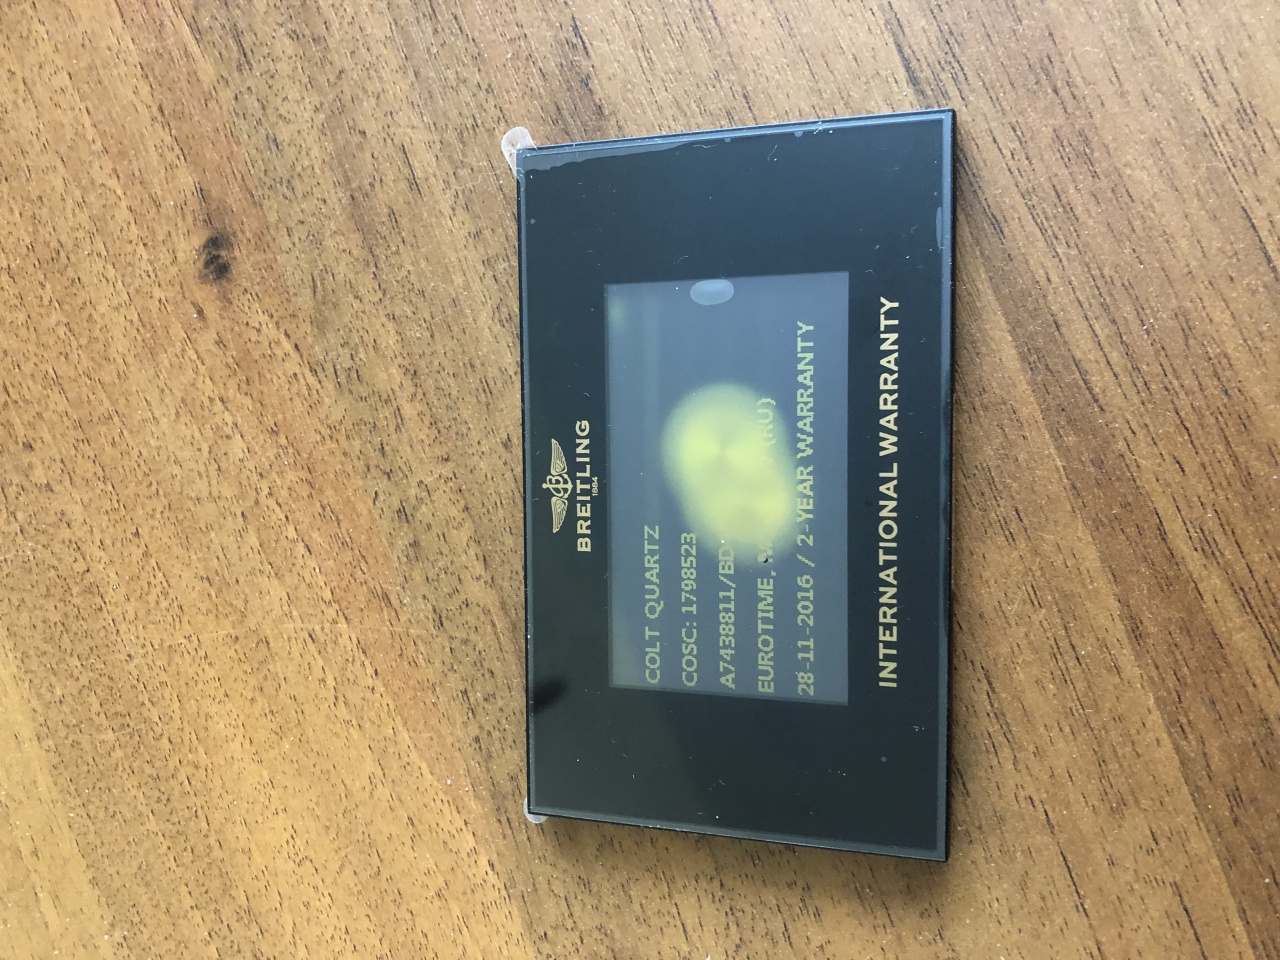 BREITLING
1884
COLT QUARTZ
COSC: 1798523
A7438811/BD
EUROTIME, (RU)
28-11-2016 / 2-YEAR WARRANTY
INTERNATIONAL WARRANTY